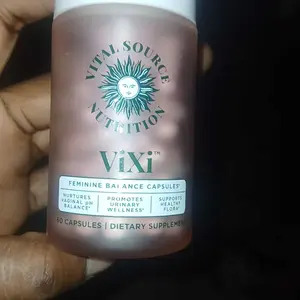 VITAL SOURCE
NUTRITION
ViXi™
FEMININE BALANCE CAPSULES*
NURTURES
VAGINAL pH
BALANCE*
PROMOTES
URINARY
WELLNESS*
SUPPORTS
HEALTHY
FLORA*
60 CAPSULES | DIETARY SUPPLEMENT